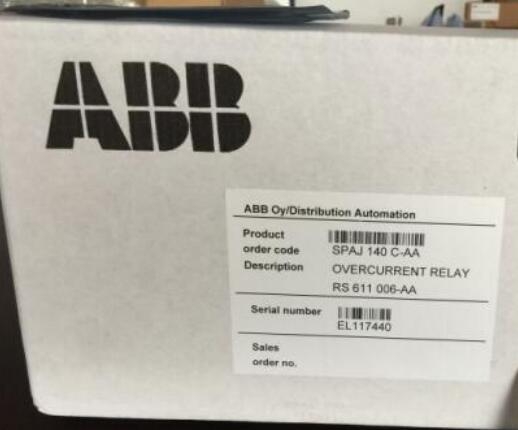 ABB
ABB Oy/Distribution Automation
Product
order code SPAJ 140 C-AA
Description OVERCURRENT RELAY
RS 611 006-AA
Serial number
EL117440
Sales
order no.